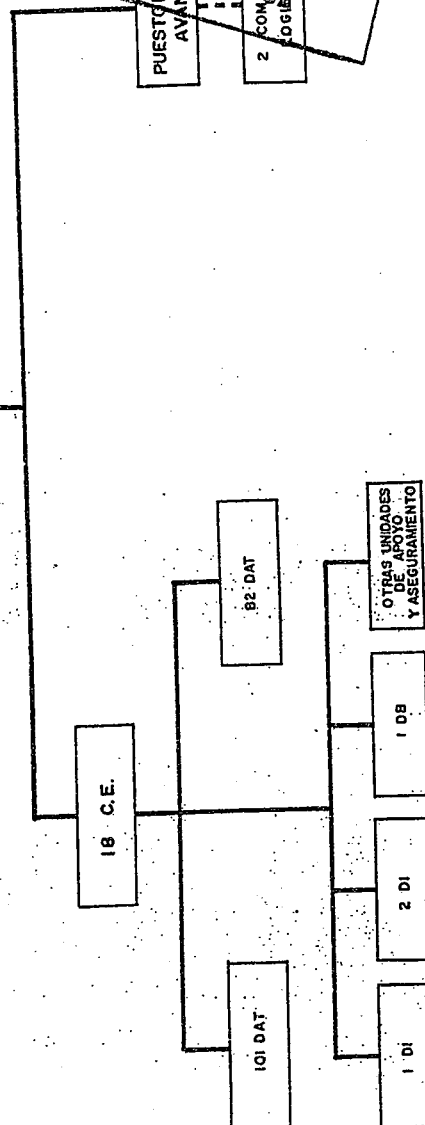 PUESTO
AVAN
2 COM
18 C.E.
82 DAT
101 DAT
OTRAS UNIDADES
DE APOYO
Y ASEGURAMIENTO
1 DB
2 DI
1 DI